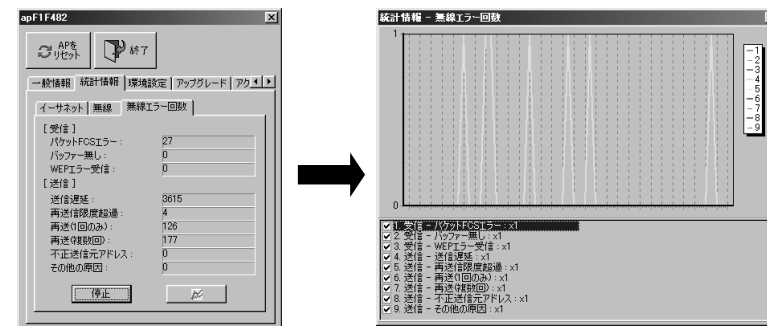 apF1F482
APを
リセット
終了
一般情報 統計情報 環境設定 アップグレード アク
イーサネット 無線 無線エラー回数
[受信]
パケットFCSエラー: 27
バッファー無し: 0
WEPエラー受信: 0
[送信]
送信遅延: 3615
再送信限度超過: 4
再送(1回のみ): 126
再送(複数回): 177
不正送信元アドレス: 0
その他の原因: 0
停止
統計情報 - 無線エラー回数
1
0
1
2
3
4
5
6
7
8
9
1. 受信 - パケットFCSエラー : x1
2. 受信 - バッファー無し : x1
3. 受信 - WEPエラー受信 : x1
4. 送信 - 送信遅延 : x1
5. 送信 - 再送信限度超過 : x1
6. 送信 - 再送(1回のみ) : x1
7. 送信 - 再送(複数回) : x1
8. 送信 - 不正送信元アドレス : x1
9. 送信 - その他の原因 : x1